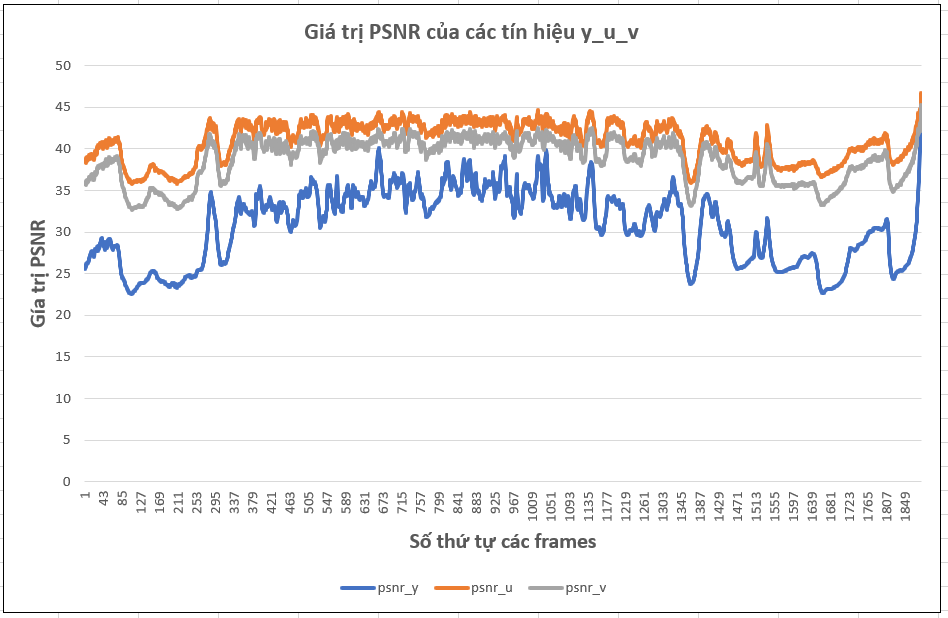 Giá trị PSNR của các tín hiệu y_u_v
Gía trị PSNR
50
45
40
35
30
25
20
15
10
5
0
1 43 85 127 169 211 253 295 337 379 421 463 505 547 589 631 673 715 757 799 841 883 925 967 1009 1051 1093 1135 1177 1219 1261 1303 1345 1387 1429 1471 1513 1555 1597 1639 1681 1723 1765 1807 1849
Số thứ tự các frames
psnr_y psnr_u psnr_v